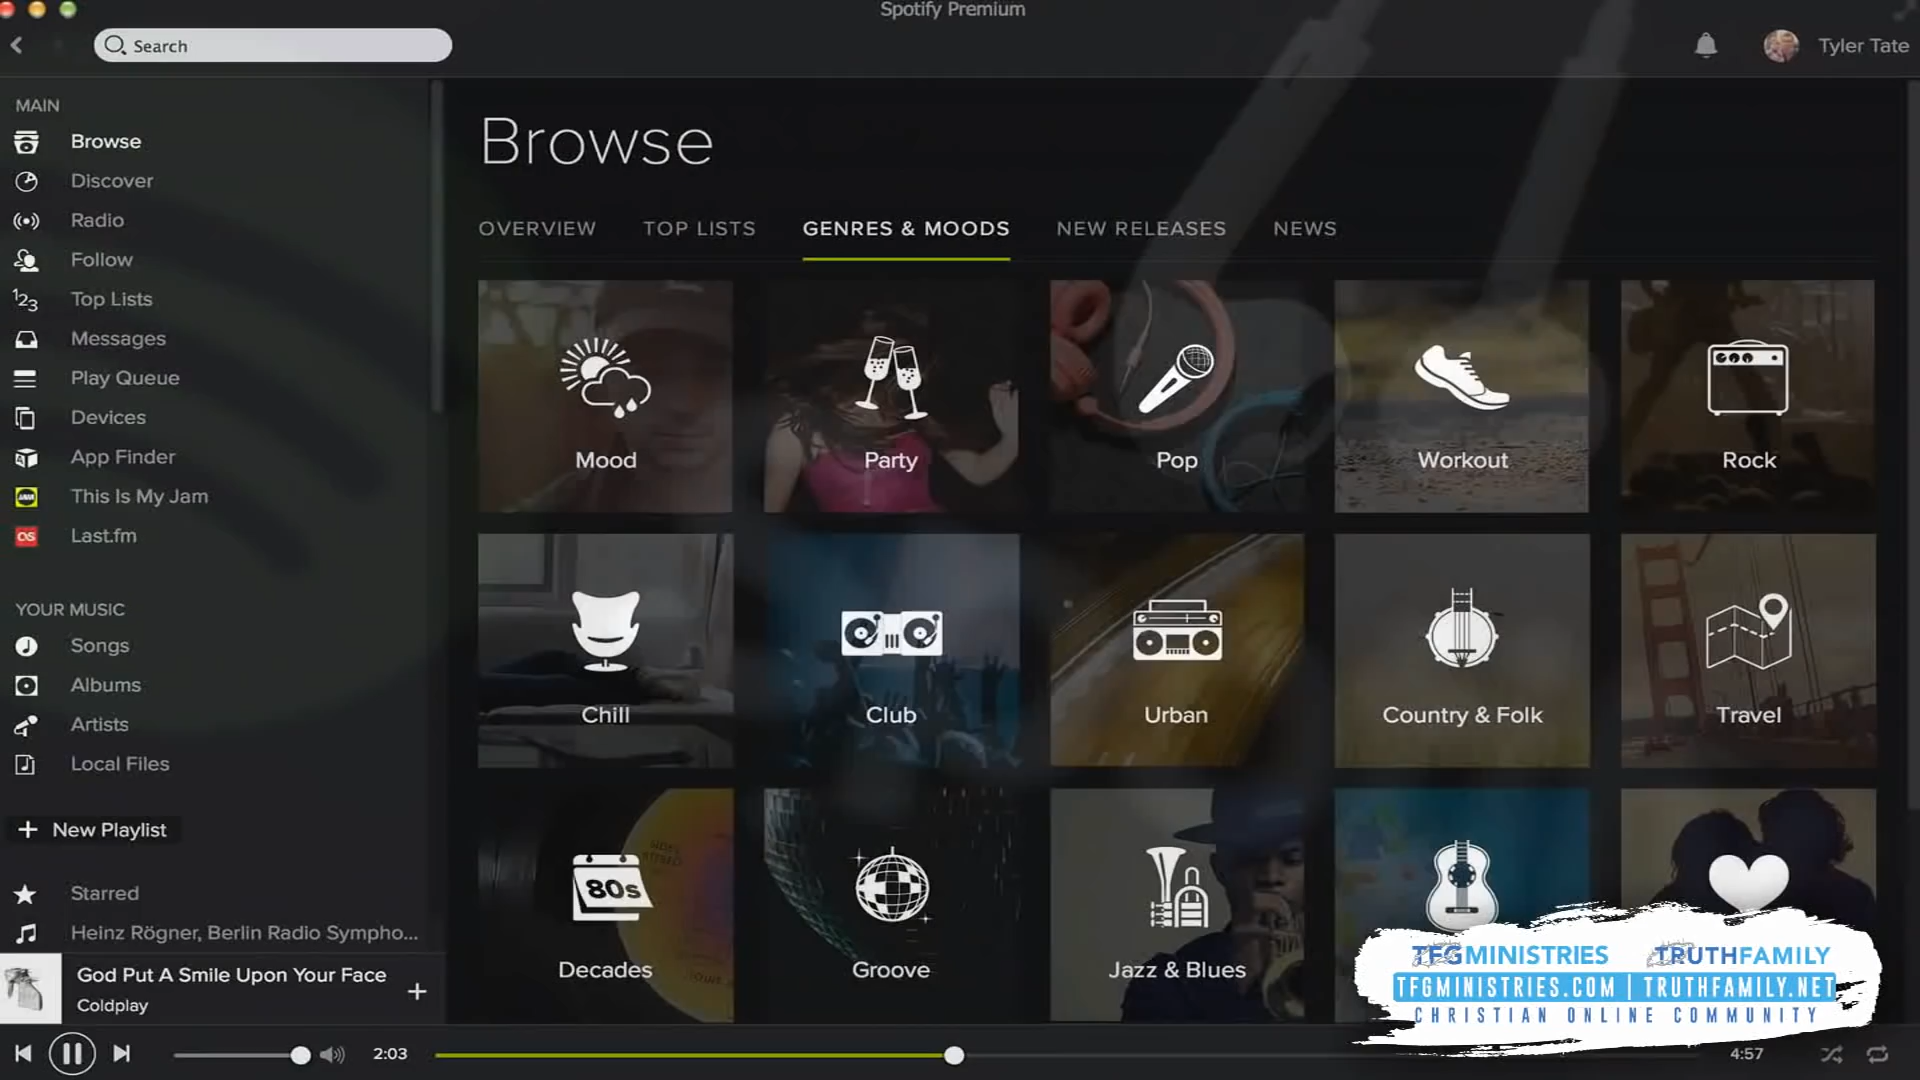 Spotify Premium
Search
Tyler Tate
MAIN
Browse
Discover
Radio
Follow
Top Lists
Messages
Play Queue
Devices
App Finder
This Is My Jam
Last.fm
YOUR MUSIC
Songs
Albums
Artists
Local Files
+ New Playlist
Starred
Heinz Rögner, Berlin Radio Sympho...
God Put A Smile Upon Your Face
Coldplay
Browse
OVERVIEW TOP LISTS GENRES & MOODS NEW RELEASES NEWS
Mood Party Pop Workout Rock
Chill Club Urban Country & Folk Travel
80s
Decades Groove Jazz & Blues
TFGMINISTRIES TRUTHFAMILY
TFGMINISTRIES.COM | TRUTHFAMILY.NET
CHRISTIAN ONLINE COMMUNITY
2:03 4:57